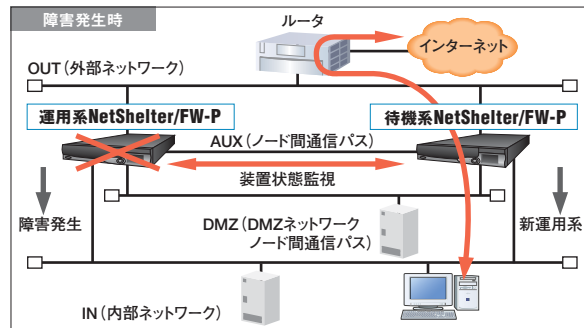 障害発生時
ルータ
インターネット
OUT(外部ネットワーク)
運用系NetShelter/FW-P
待機系NetShelter/FW-P
AUX(ノード間通信パス)
装置状態監視
障害発生
DMZ(DMZネットワーク
ノード間通信パス)
新運用系
IN(内部ネットワーク)